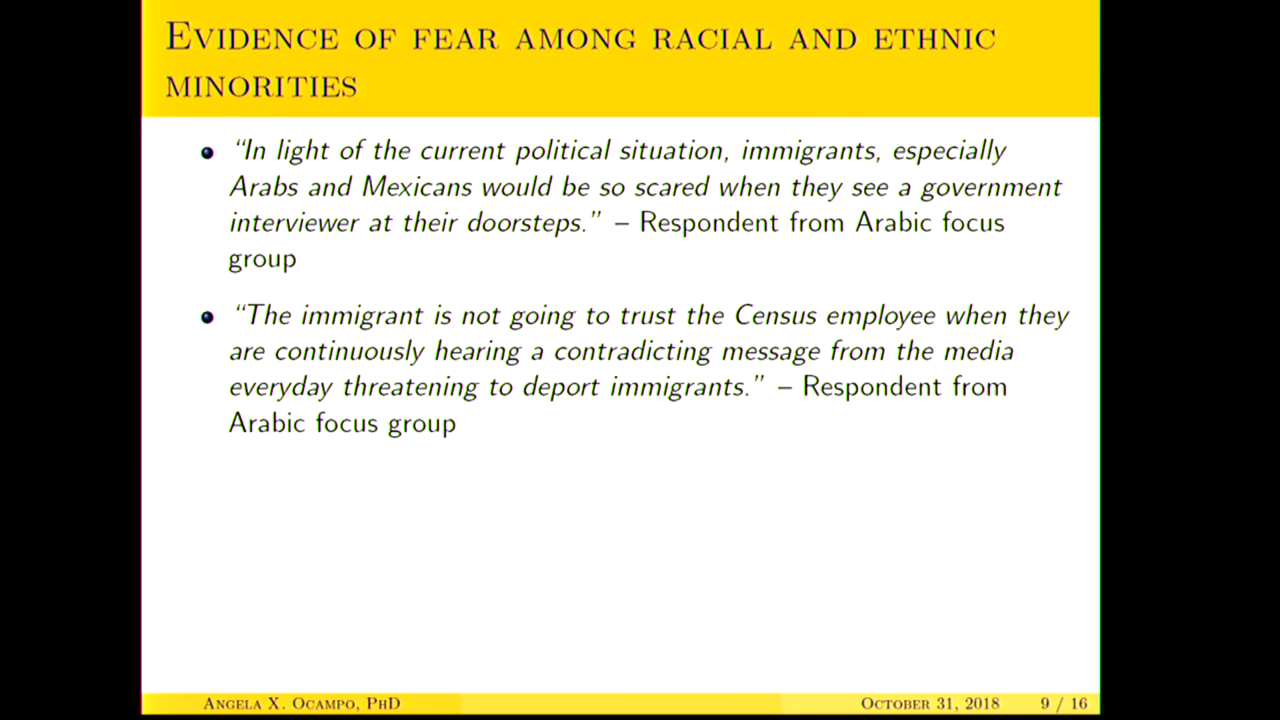 Evidence of fear among racial and ethnic
minorities
“In light of the current political situation, immigrants, especially
Arabs and Mexicans would be so scared when they see a government
interviewer at their doorsteps.” – Respondent from Arabic focus
group
“The immigrant is not going to trust the Census employee when they
are continuously hearing a contradicting message from the media
everyday threatening to deport immigrants.” – Respondent from
Arabic focus group
Angela X. Ocampo, PhD October 31, 2018 9 / 16